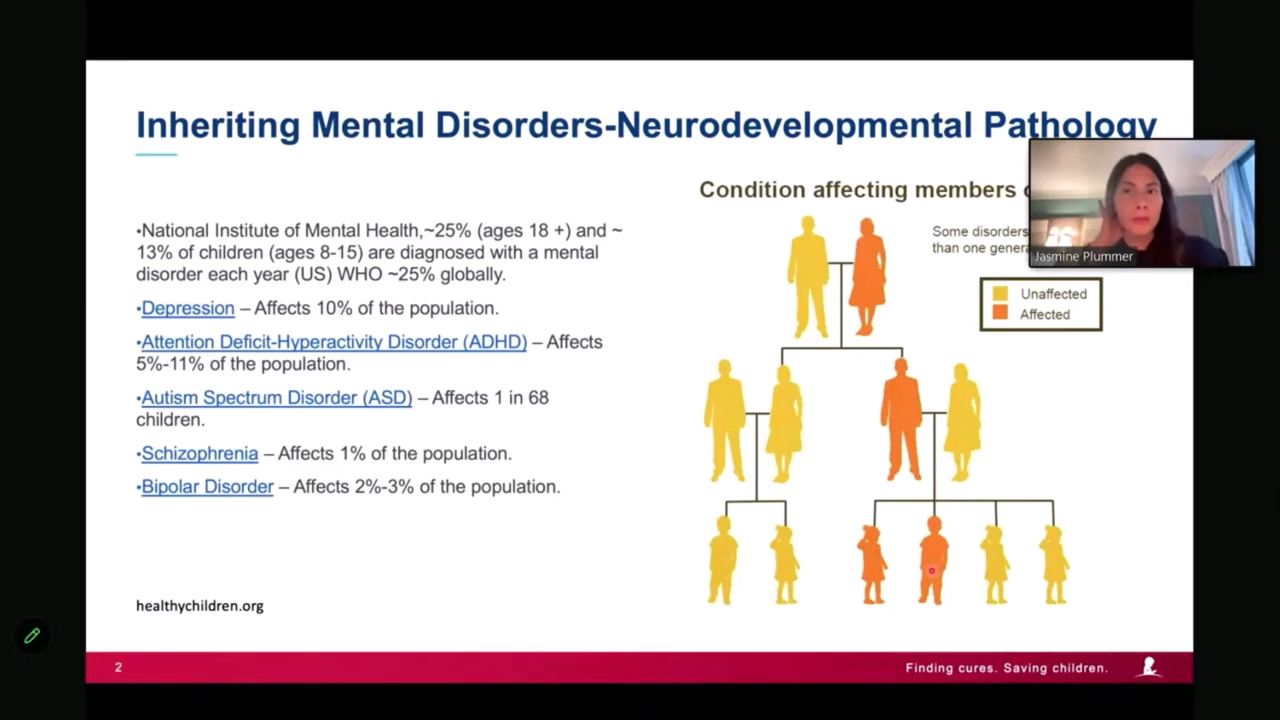 Inheriting Mental Disorders-Neurodevelopmental Pathology
Condition affecting members
•National Institute of Mental Health,~25% (ages 18 +) and ~
13% of children (ages 8-15) are diagnosed with a mental
disorder each year (US) WHO ~25% globally.
•Depression – Affects 10% of the population.
•Attention Deficit-Hyperactivity Disorder (ADHD) – Affects
5%-11% of the population.
•Autism Spectrum Disorder (ASD) – Affects 1 in 68
children.
•Schizophrenia – Affects 1% of the population.
•Bipolar Disorder – Affects 2%-3% of the population.
healthychildren.org
Some disorders
than one
Jasmine Plummer
Unaffected
Affected
2
Finding cures. Saving children.